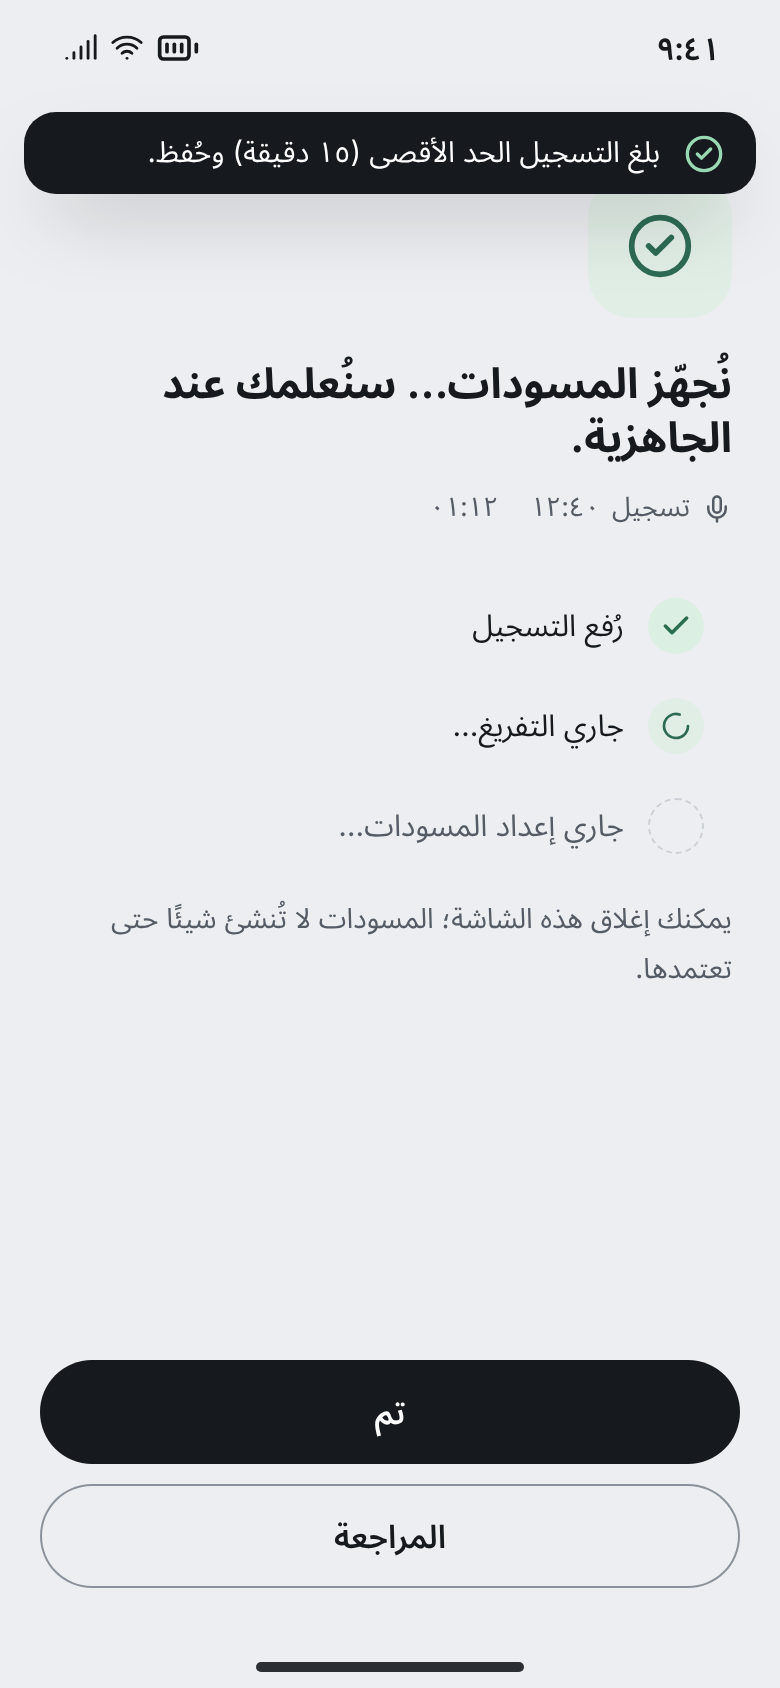 ٩:٤١
بلغ التسجيل الحد الأقصى (١٥ دقيقة) وحُفظ.
نُجهّز المسودات... سنُعلمك عند
الجاهزية.
تسجيل ١٢:٤٠ ٠١:١٢
رُفع التسجيل
جاري التفريغ...
جاري إعداد المسودات...
يمكنك إغلاق هذه الشاشة؛ المسودات لا تُنشئ شيئًا حتى
تعتمدها.
تم
المراجعة